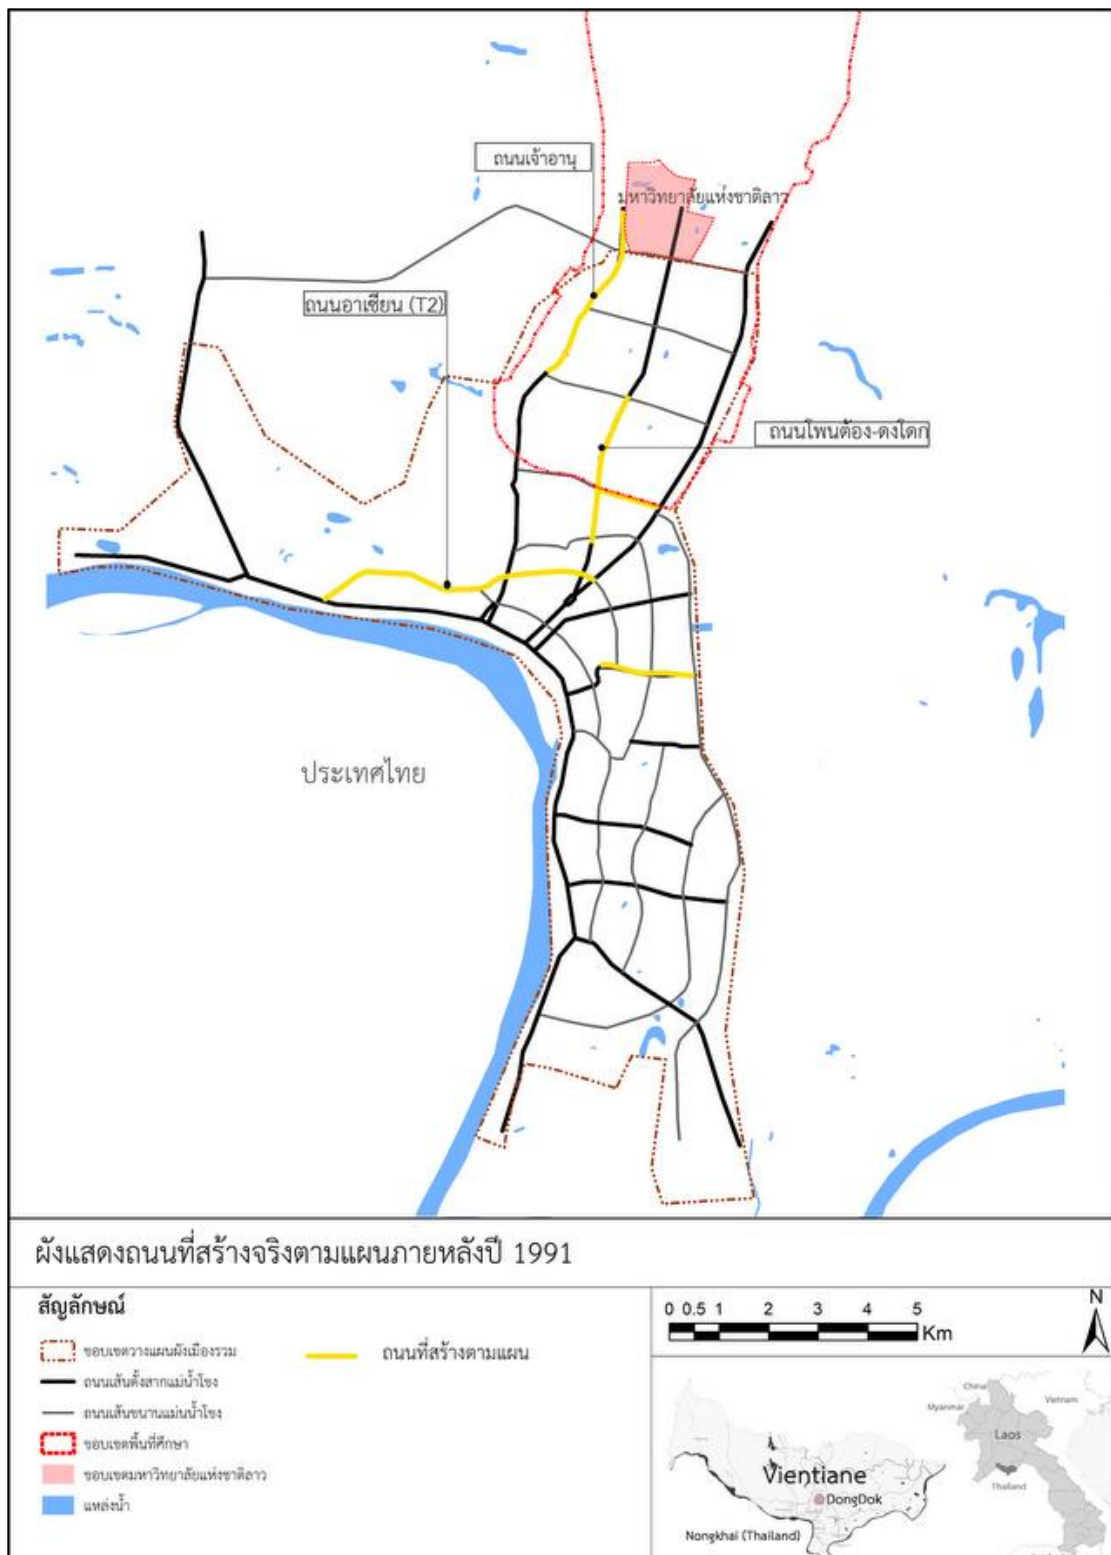 ถนนเจ้าอานุ
มหาวิทยาลัยแห่งชาติลาว
ถนนอาเซียน (T2)
ถนนโพนต้อง-ดงโดก
ประเทศไทย
ผังแสดงถนนที่สร้างจริงตามแผนภายหลังปี 1991
สัญลักษณ์
ขอบเขตวางแผนผังเมืองรวม
ถนนที่สร้างตามแผน
ถนนเส้นตั้งสากแม่น้ำโขง
ถนนเส้นขนานแม่นน้ำโขง
ขอบเขตพื้นที่ศึกษา
ขอบเขตมหาวิทยาลัยแห่งชาติลาว
แหล่งน้ำ
0 0.5 1 2 3 4 5
Km
N
China
Myanmar
Vietnam
Laos
Thailand
Vientiane
DongDok
Nongkhai (Thailand)